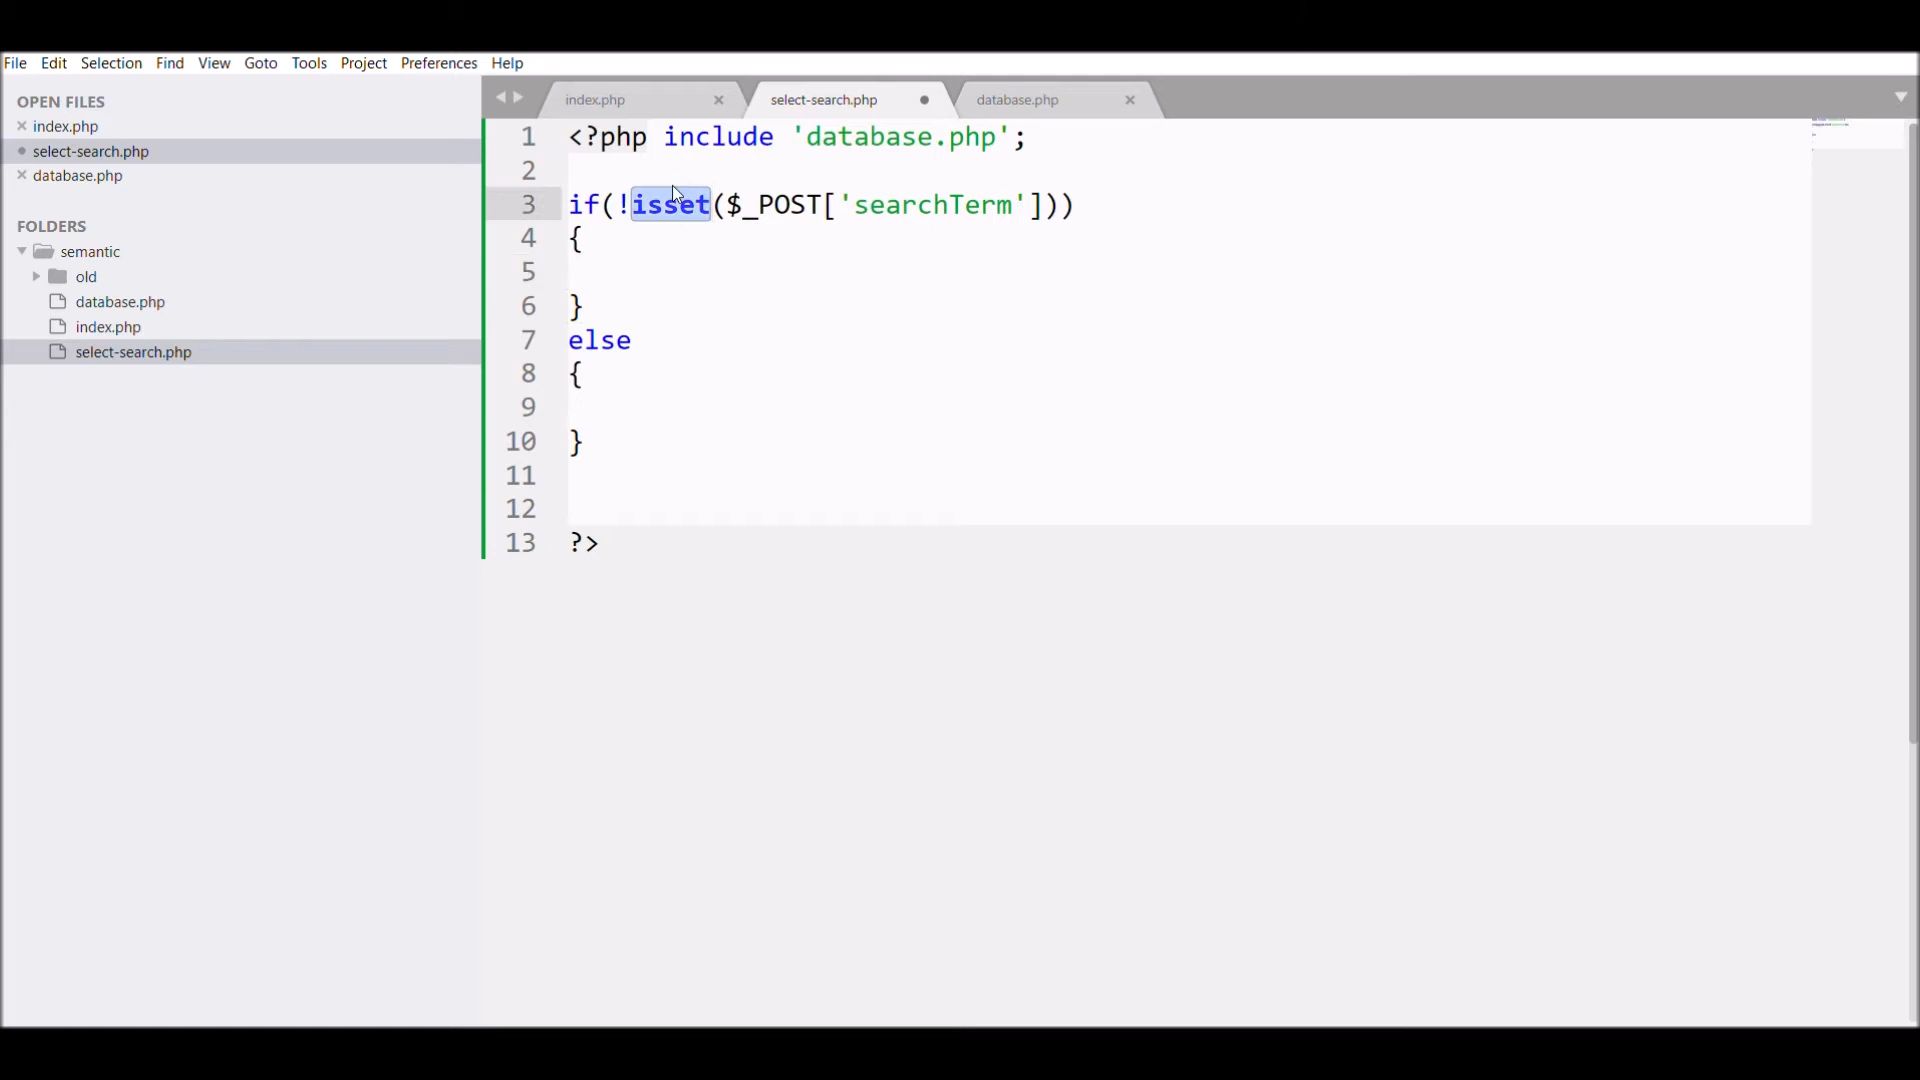 File Edit Selection Find View Goto Tools Project Preferences Help
OPEN FILES
index.php
select-search.php
database.php
FOLDERS
semantic
old
database.php
index.php
select-search.php
index.php select-search.php database.php
1 <?php include 'database.php';
2
3 if(!isset($_POST['searchTerm']))
4 {
5
6 }
7 else
8 {
9
10 }
11
12
13 ?>